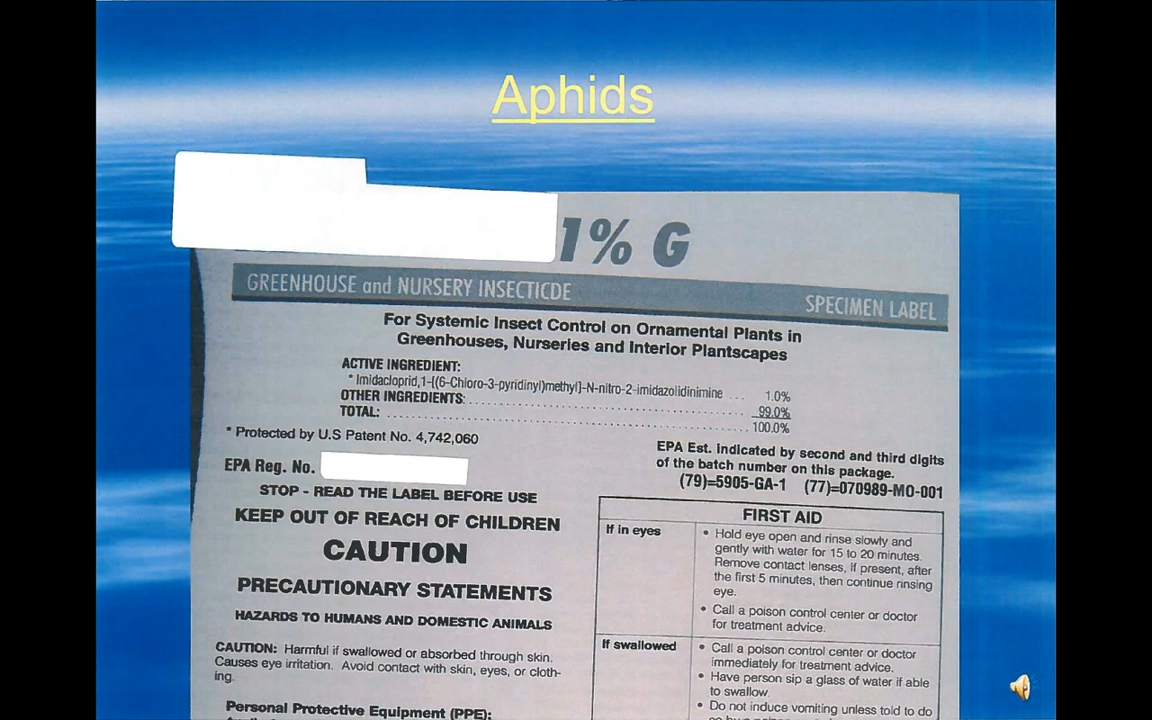 Aphids
1% G
GREENHOUSE and NURSERY INSECTICDE
SPECIMEN LABEL
For Systemic Insect Control on Ornamental Plants in
Greenhouses, Nurseries and Interior Plantscapes
ACTIVE INGREDIENT:
* Imidacloprid,1-[(6-Chloro-3-pyridinyl)methyl]-N-nitro-2-imidazolidinimine ... 1.0%
OTHER INGREDIENTS: ........ 99.0%
TOTAL: ........ 100.0%
* Protected by U.S Patent No. 4,742,060
EPA Reg. No.
EPA Est. indicated by second and third digits
of the batch number on this package.
(79)=5905-GA-1 (77)=070989-MO-001
STOP - READ THE LABEL BEFORE USE
KEEP OUT OF REACH OF CHILDREN
CAUTION
PRECAUTIONARY STATEMENTS
HAZARDS TO HUMANS AND DOMESTIC ANIMALS
CAUTION: Harmful if swallowed or absorbed through skin.
Causes eye irritation. Avoid contact with skin, eyes, or cloth-
ing.
Personal Protective Equipment (PPE):
FIRST AID
If in eyes
• Hold eye open and rinse slowly and
gently with water for 15 to 20 minutes.
Remove contact lenses, if present, after
the first 5 minutes, then continue rinsing
eye.
• Call a poison control center or doctor
for treatment advice.
If swallowed
• Call a poison control center or doctor
immediately for treatment advice.
• Have person sip a glass of water if able
to swallow.
• Do not induce vomiting unless told to do